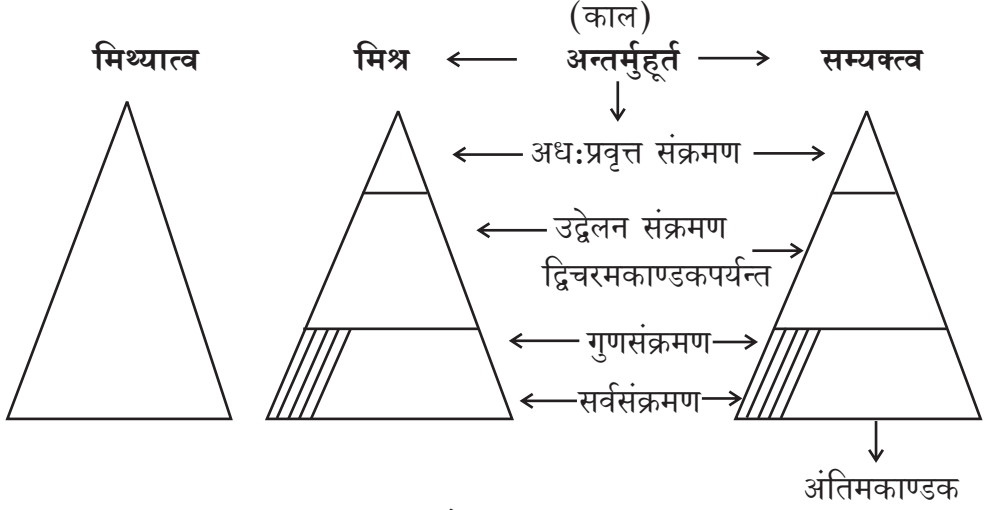 (काल)
मिथ्यात्व मिश्र अन्तर्मुहूर्त सम्यक्त्व
अध:प्रवृत्त संक्रमण
उद्वेलन संक्रमण
द्विचरमकाण्डकपर्यन्त
गुणसंक्रमण
सर्वसंक्रमण
अंतिमकाण्डक